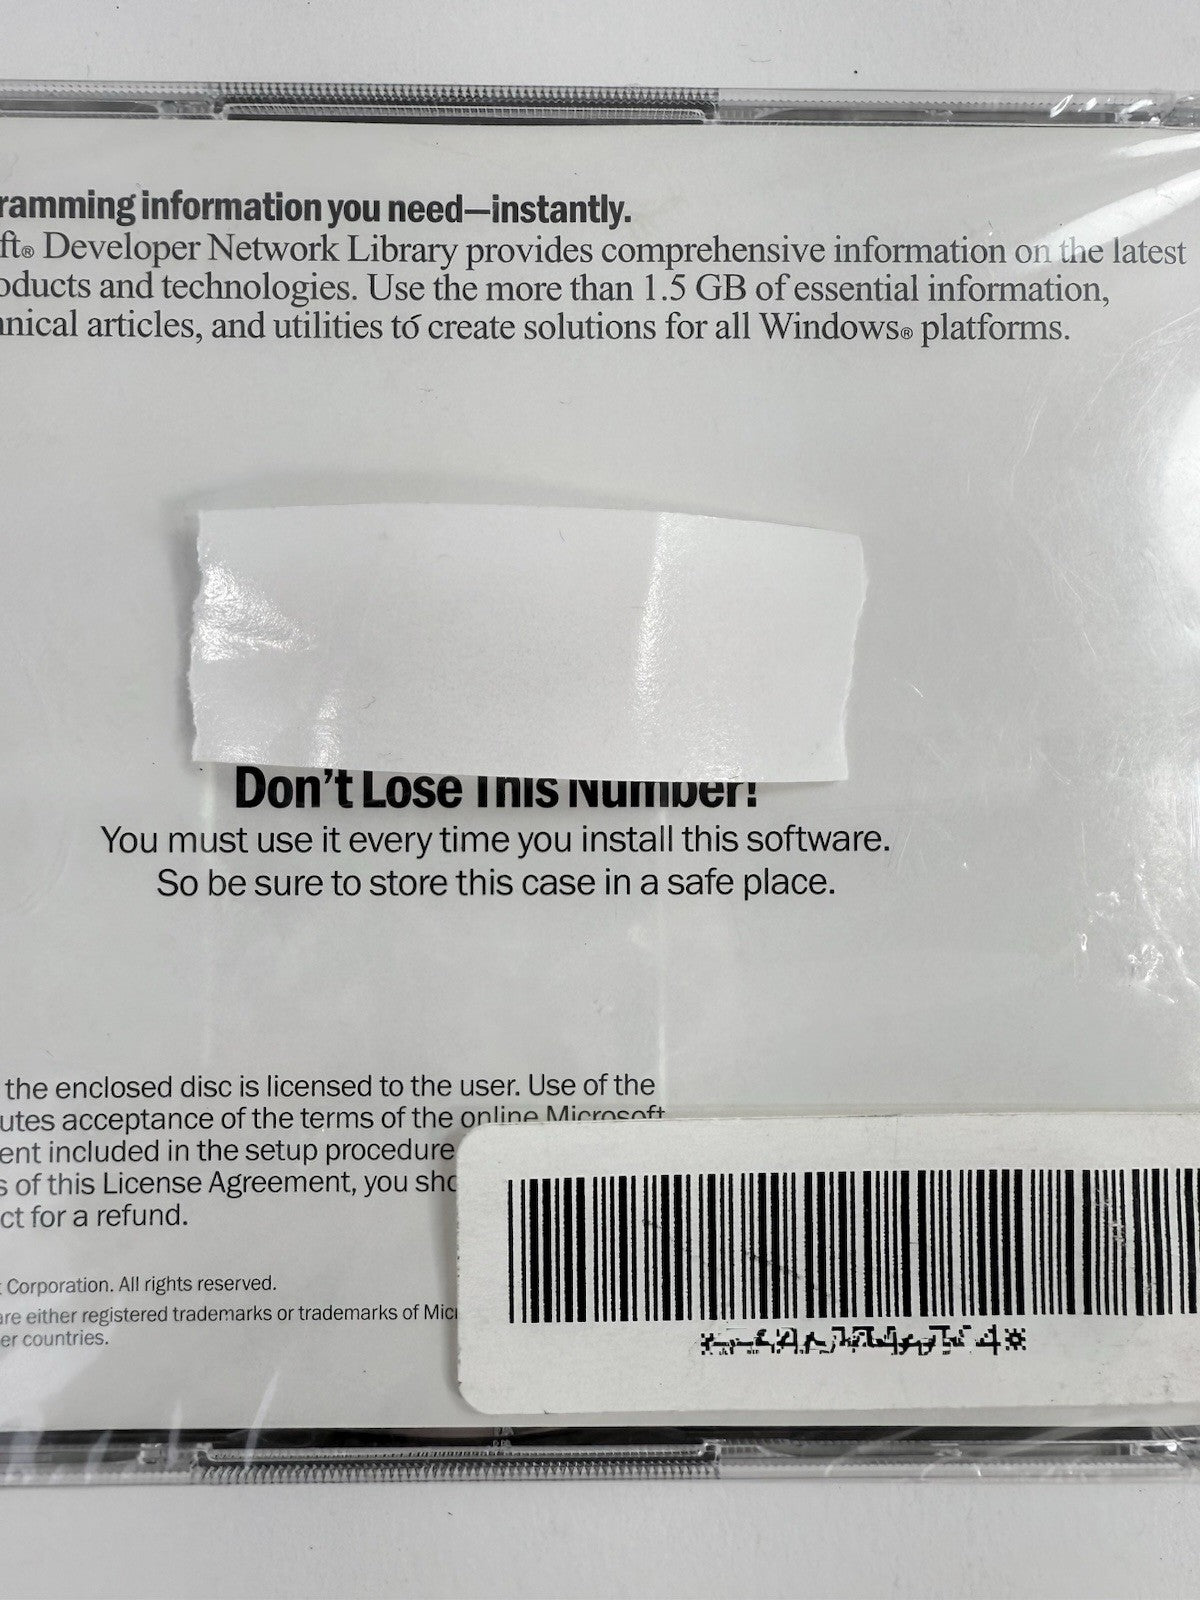 ramming information you need—instantly.
ft® Developer Network Library provides comprehensive information on the latest
oducts and technologies. Use the more than 1.5 GB of essential information,
nical articles, and utilities to create solutions for all Windows® platforms.
Don't Lose This Number!
You must use it every time you install this software.
So be sure to store this case in a safe place.
the enclosed disc is licensed to the user. Use of the
utes acceptance of the terms of the online Microsoft
ent included in the setup procedure
s of this License Agreement, you sho
ct for a refund.
t Corporation. All rights reserved.
are either registered trademarks or trademarks of Micr
er countries.